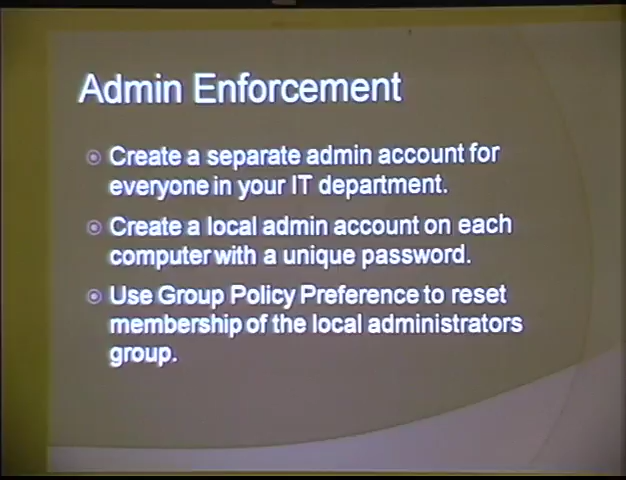 Admin Enforcement
Create a separate admin account for
everyone in your IT department.
Create a local admin account on each
computer with a unique password.
Use Group Policy Preference to reset
membership of the local administrators
group.